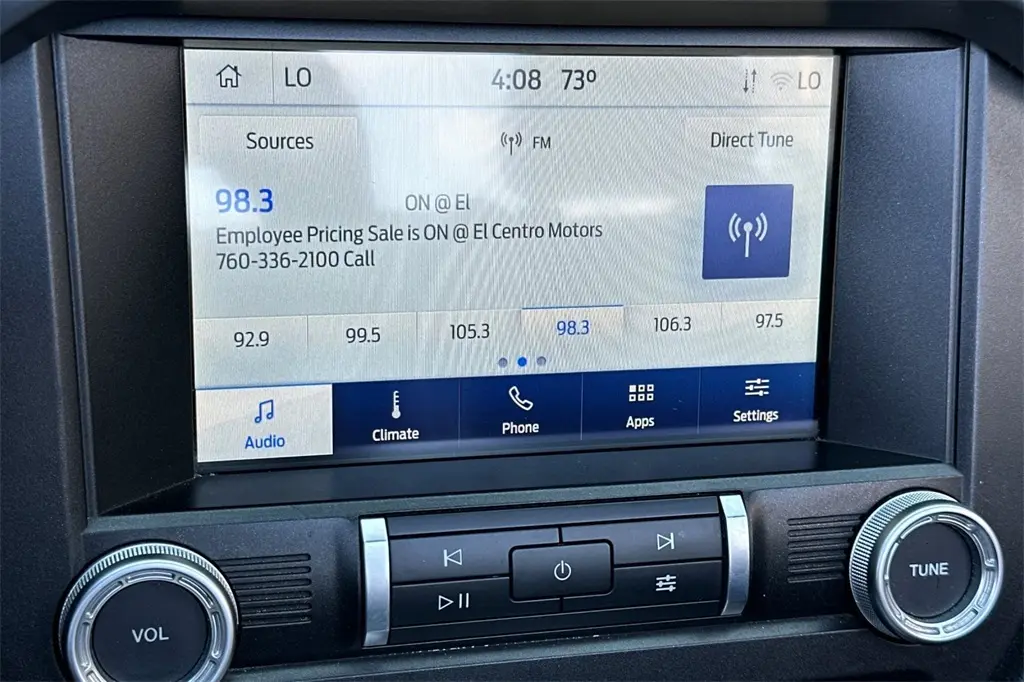 LO 4:08 73° LO
Sources FM Direct Tune
98.3 ON @ El
Employee Pricing Sale is ON @ El Centro Motors
760-336-2100 Call
92.9 99.5 105.3 98.3 106.3 97.5
Audio Climate Phone Apps Settings
VOL TUNE